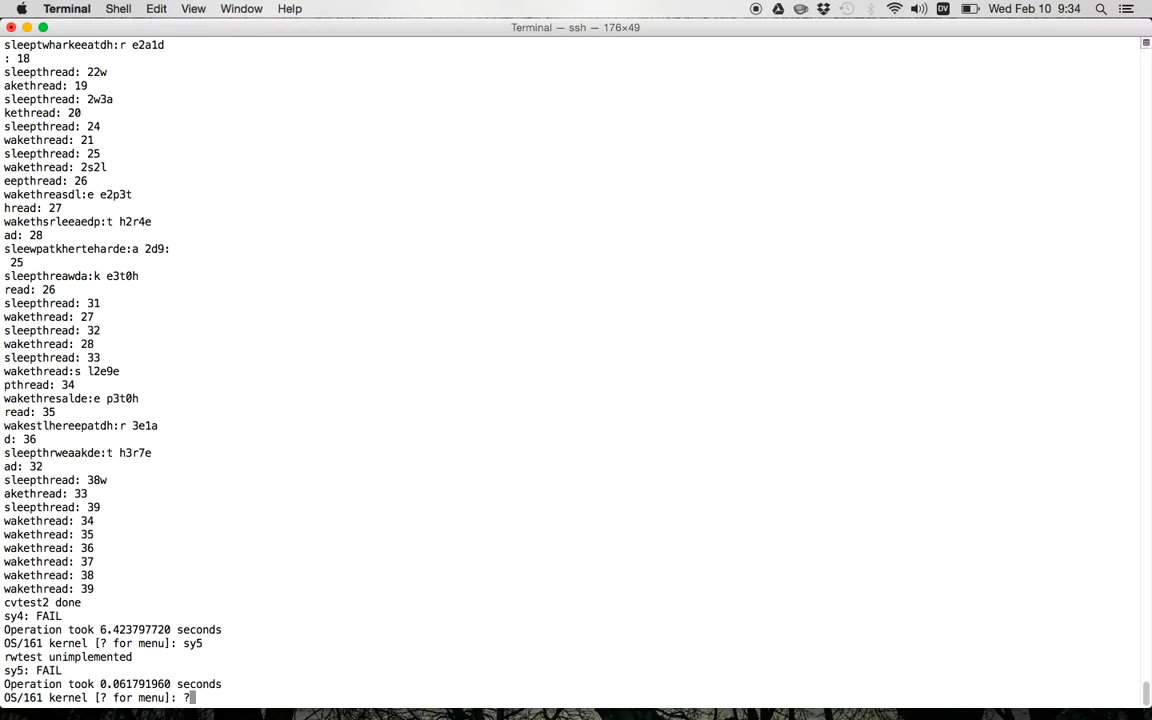 Terminal Shell Edit View Window Help DV Wed Feb 10 9:34
Terminal — ssh — 176×49
sleeptwharkeeatdh:r e2a1d
: 18
sleepthread: 22w
akethread: 19
sleepthread: 2w3a
kethread: 20
sleepthread: 24
wakethread: 21
sleepthread: 25
wakethread: 2s2l
eepthread: 26
wakethreasdl:e e2p3t
hread: 27
wakethsrleeaedp:t h2r4e
ad: 28
sleewpatkherteharde:a 2d9:
 25
sleepthreawda:k e3t0h
read: 26
sleepthread: 31
wakethread: 27
sleepthread: 32
wakethread: 28
sleepthread: 33
wakethread:s l2e9e
pthread: 34
wakethresalde:e p3t0h
read: 35
wakestlhereepatdh:r 3e1a
d: 36
sleepthrweaakde:t h3r7e
ad: 32
sleepthread: 38w
akethread: 33
sleepthread: 39
wakethread: 34
wakethread: 35
wakethread: 36
wakethread: 37
wakethread: 38
wakethread: 39
cvtest2 done
sy4: FAIL
Operation took 6.423797720 seconds
OS/161 kernel [? for menu]: sy5
rwtest unimplemented
sy5: FAIL
Operation took 0.061791960 seconds
OS/161 kernel [? for menu]: ?